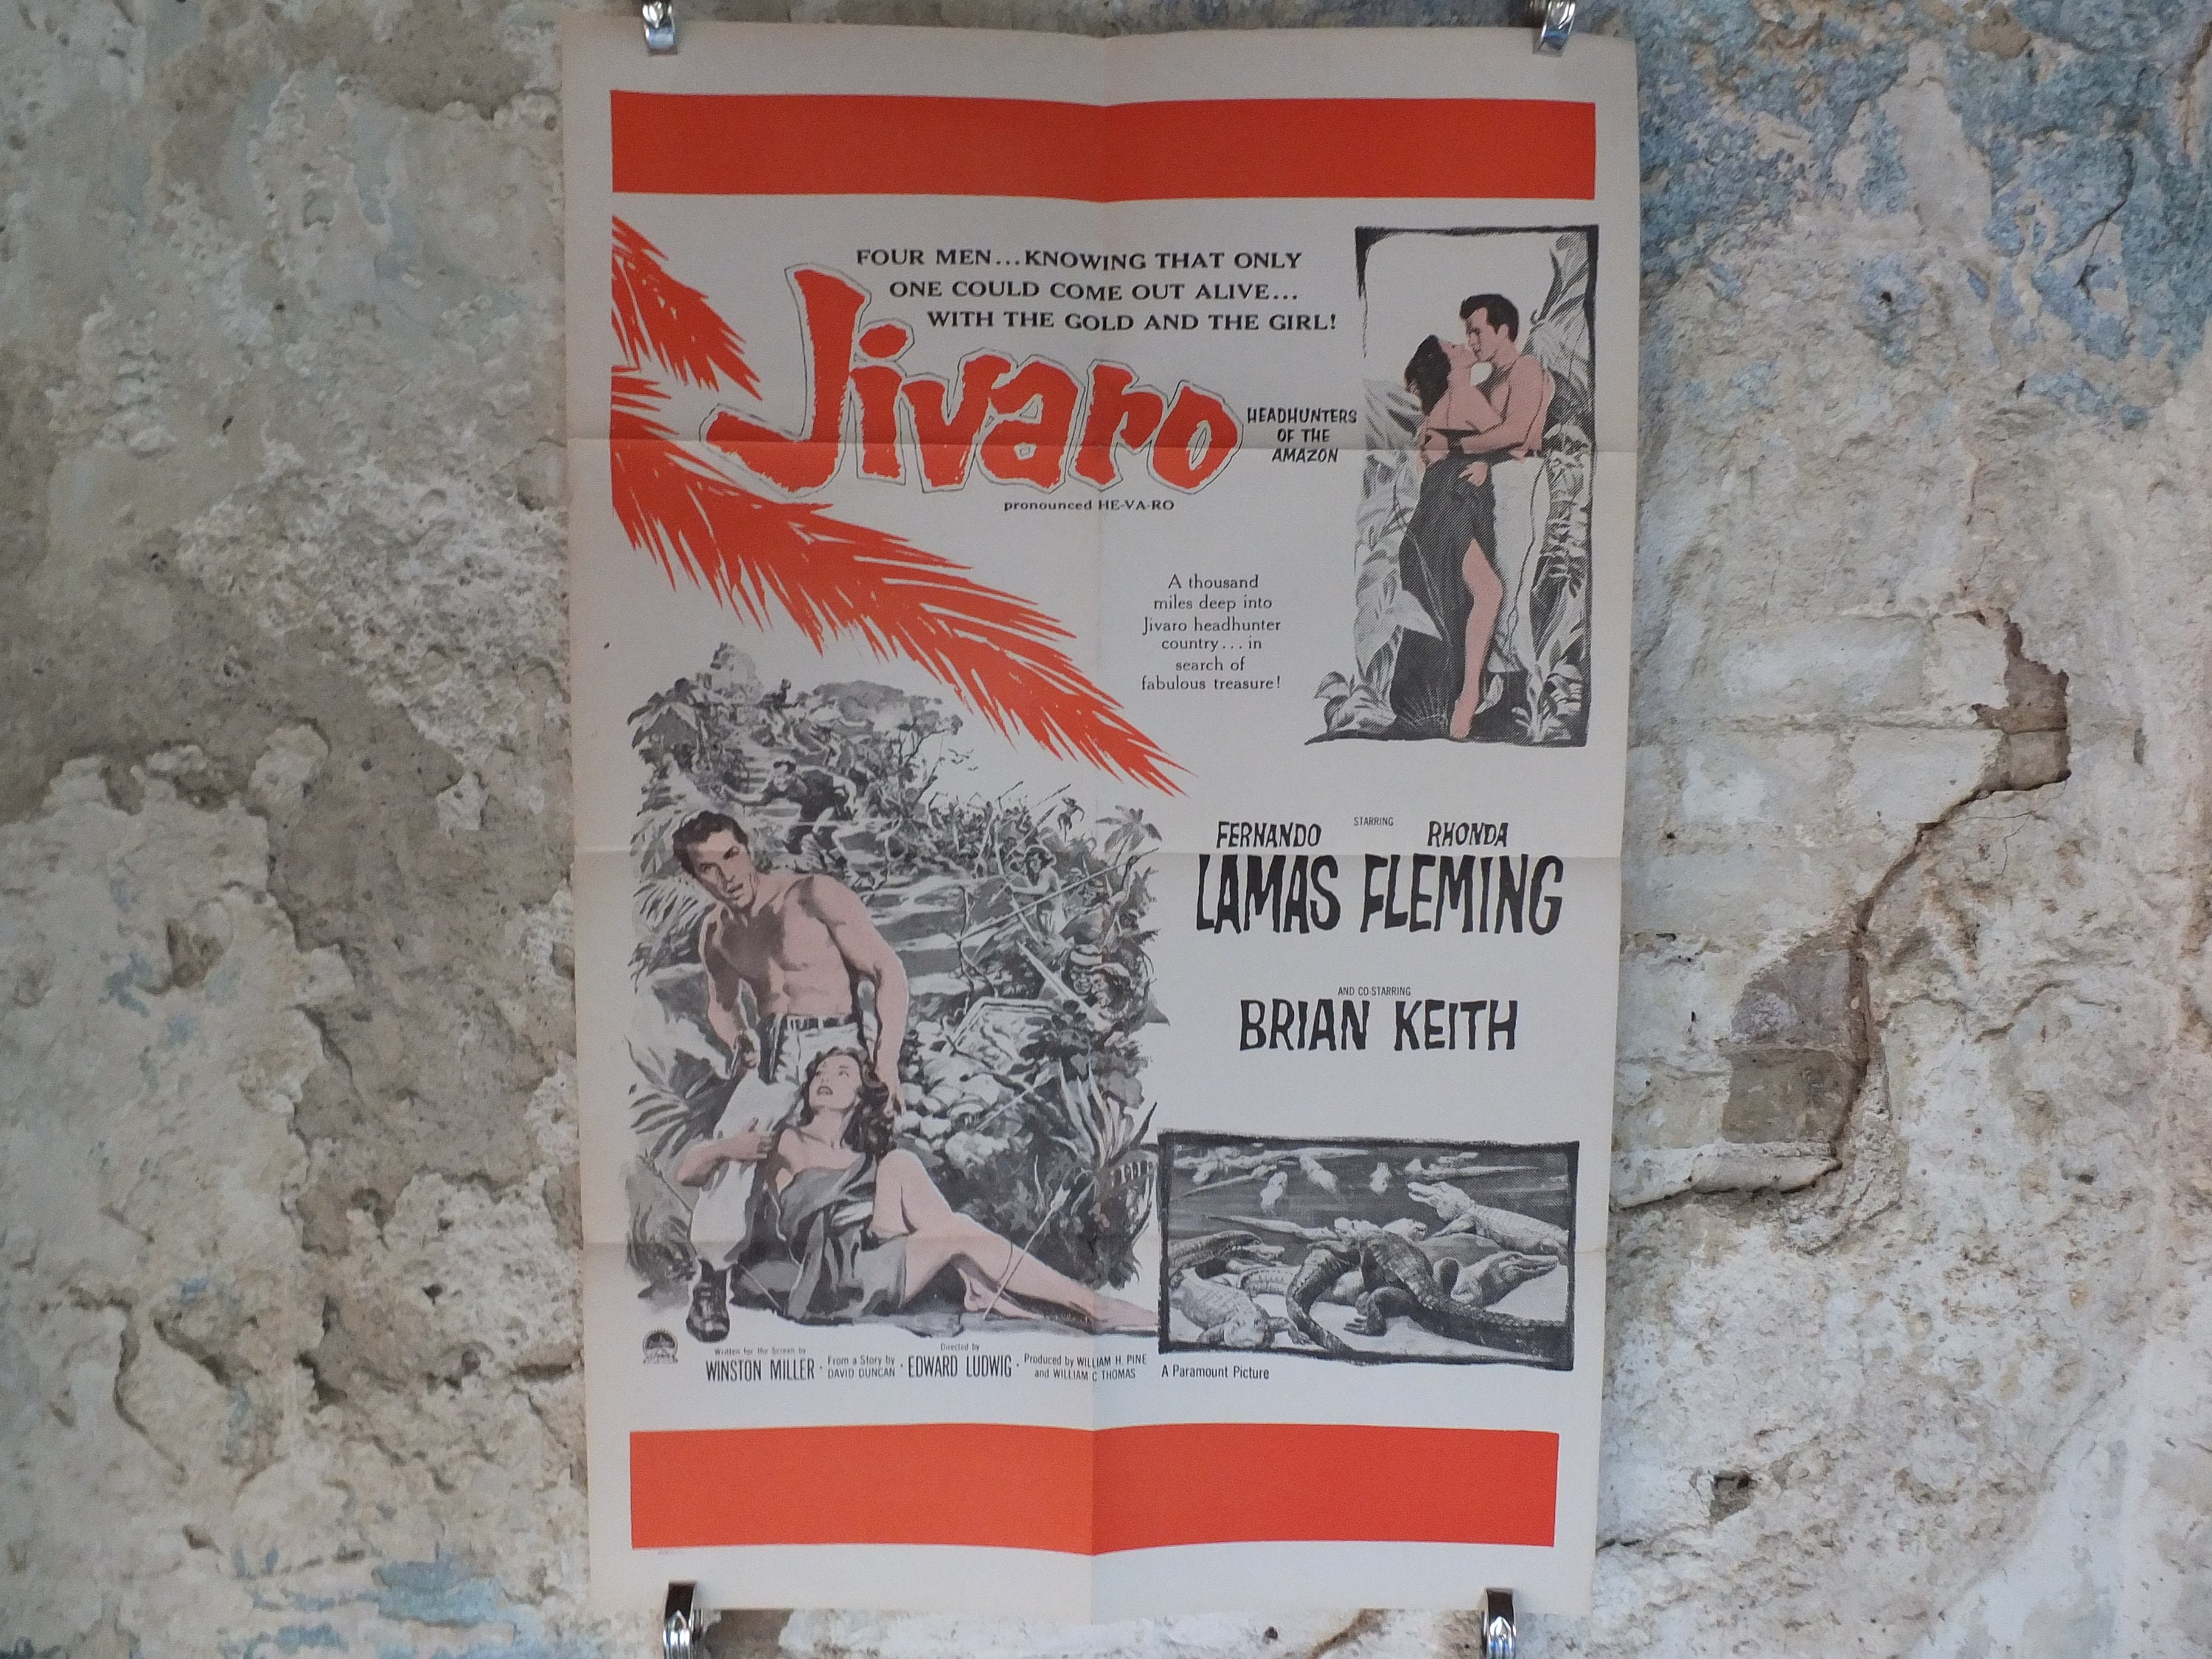 FOUR MEN...KNOWING THAT ONLY
ONE COULD COME OUT ALIVE...
WITH THE GOLD AND THE GIRL!
Jivaro
HEADHUNTERS
OF THE
AMAZON
pronounced HE-VA-RO
A thousand
miles deep into
Jivaro headhunter
country... in
search of
fabulous treasure!
STARRING
FERNANDO RHONDA
LAMAS FLEMING
AND CO-STARRING
BRIAN KEITH
Written for the Screen by
WINSTON MILLER · From a Story by DAVID DUNCAN · Directed by EDWARD LUDWIG · Produced by WILLIAM H. PINE
and WILLIAM C THOMAS
A Paramount Picture